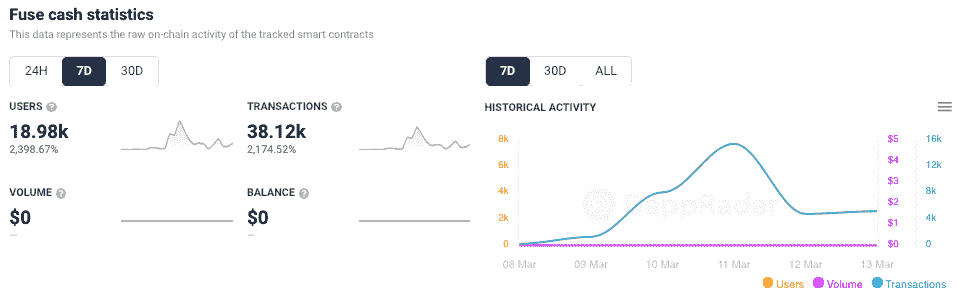 Fuse cash statistics
This data represents the raw on-chain activity of the tracked smart contracts
24H 7D 30D
7D 30D ALL
USERS ?
18.98k
2,398.67%
TRANSACTIONS ?
38.12k
2,174.52%
HISTORICAL ACTIVITY
VOLUME ?
$0
—
BALANCE ?
$0
—
8k $5 16k
6k $4 12k
4k $3 8k
$2
2k $1 4k
0 $0 0
DappRadar
08 Mar 09 Mar 10 Mar 11 Mar 12 Mar 13 Mar
Users Volume Transactions